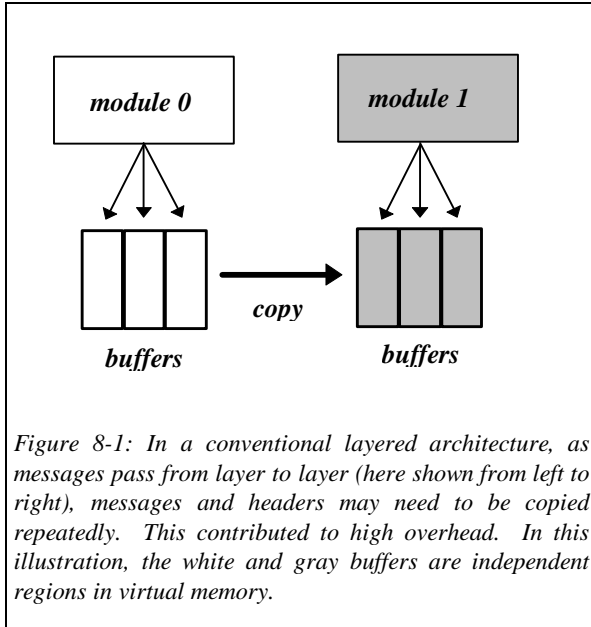 module 0
module 1
copy
buffers
buffers
Figure 8-1: In a conventional layered architecture, as
messages pass from layer to layer (here shown from left to
right), messages and headers may need to be copied
repeatedly. This contributed to high overhead. In this
illustration, the white and gray buffers are independent
regions in virtual memory.